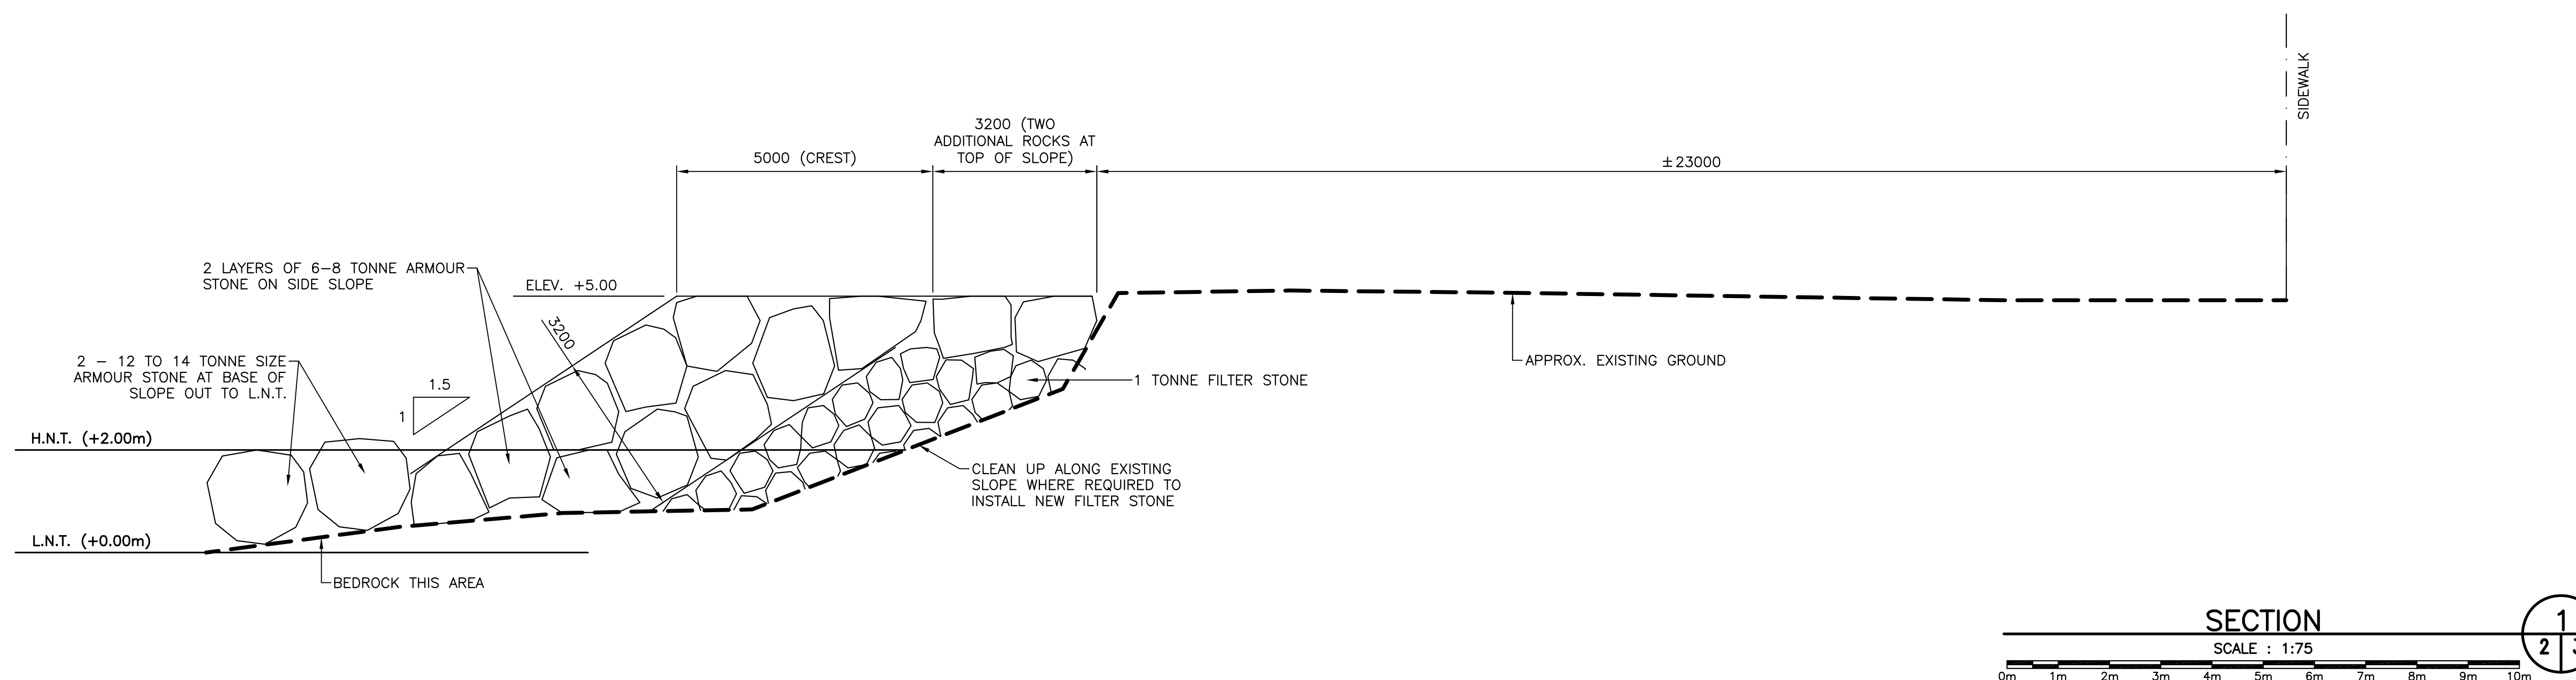 SIDEWALK
3200 (TWO
ADDITIONAL ROCKS AT
TOP OF SLOPE)
5000 (CREST)
±23000
2 LAYERS OF 6-8 TONNE ARMOUR
STONE ON SIDE SLOPE
ELEV. +5.00
3200
2 - 12 TO 14 TONNE SIZE
ARMOUR STONE AT BASE OF
SLOPE OUT TO L.N.T.
1.5
1
APPROX. EXISTING GROUND
1 TONNE FILTER STONE
H.N.T. (+2.00m)
CLEAN UP ALONG EXISTING
SLOPE WHERE REQUIRED TO
INSTALL NEW FILTER STONE
L.N.T. (+0.00m)
BEDROCK THIS AREA
SECTION
SCALE : 1:75
1
2
0m 1m 2m 3m 4m 5m 6m 7m 8m 9m 10m